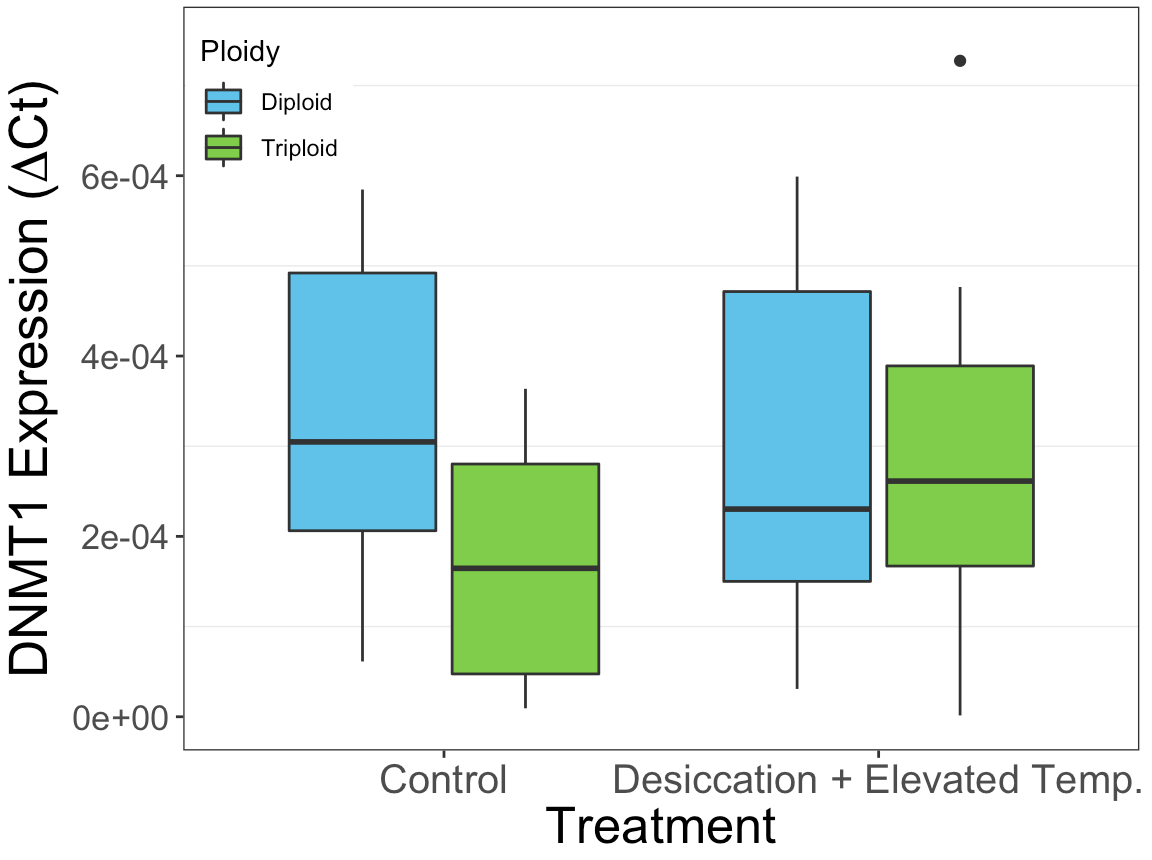 DNMT1 Expression (ΔCt)
Ploidy
Diploid
Triploid
6e-04
4e-04
2e-04
0e+00
Control
Desiccation + Elevated Temp.
Treatment